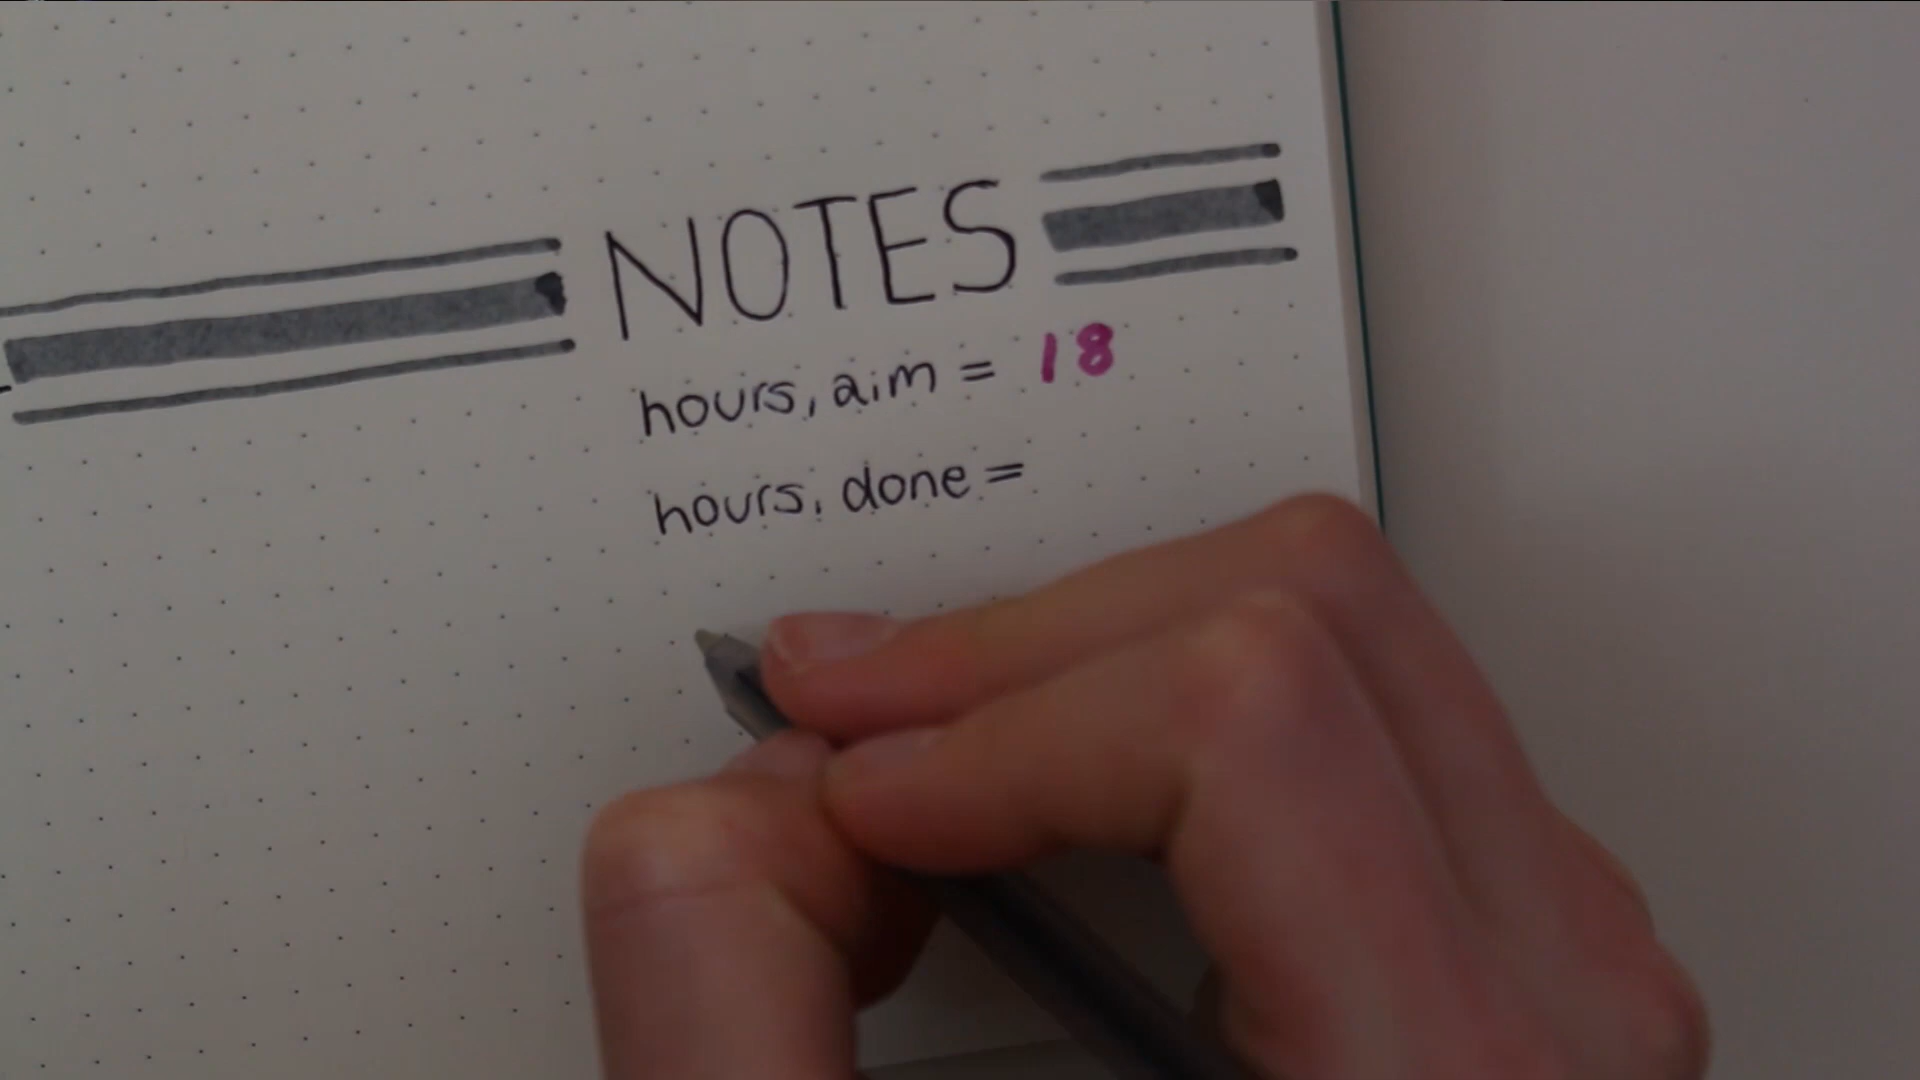 NOTES
hours, aim = 18
hours, done =